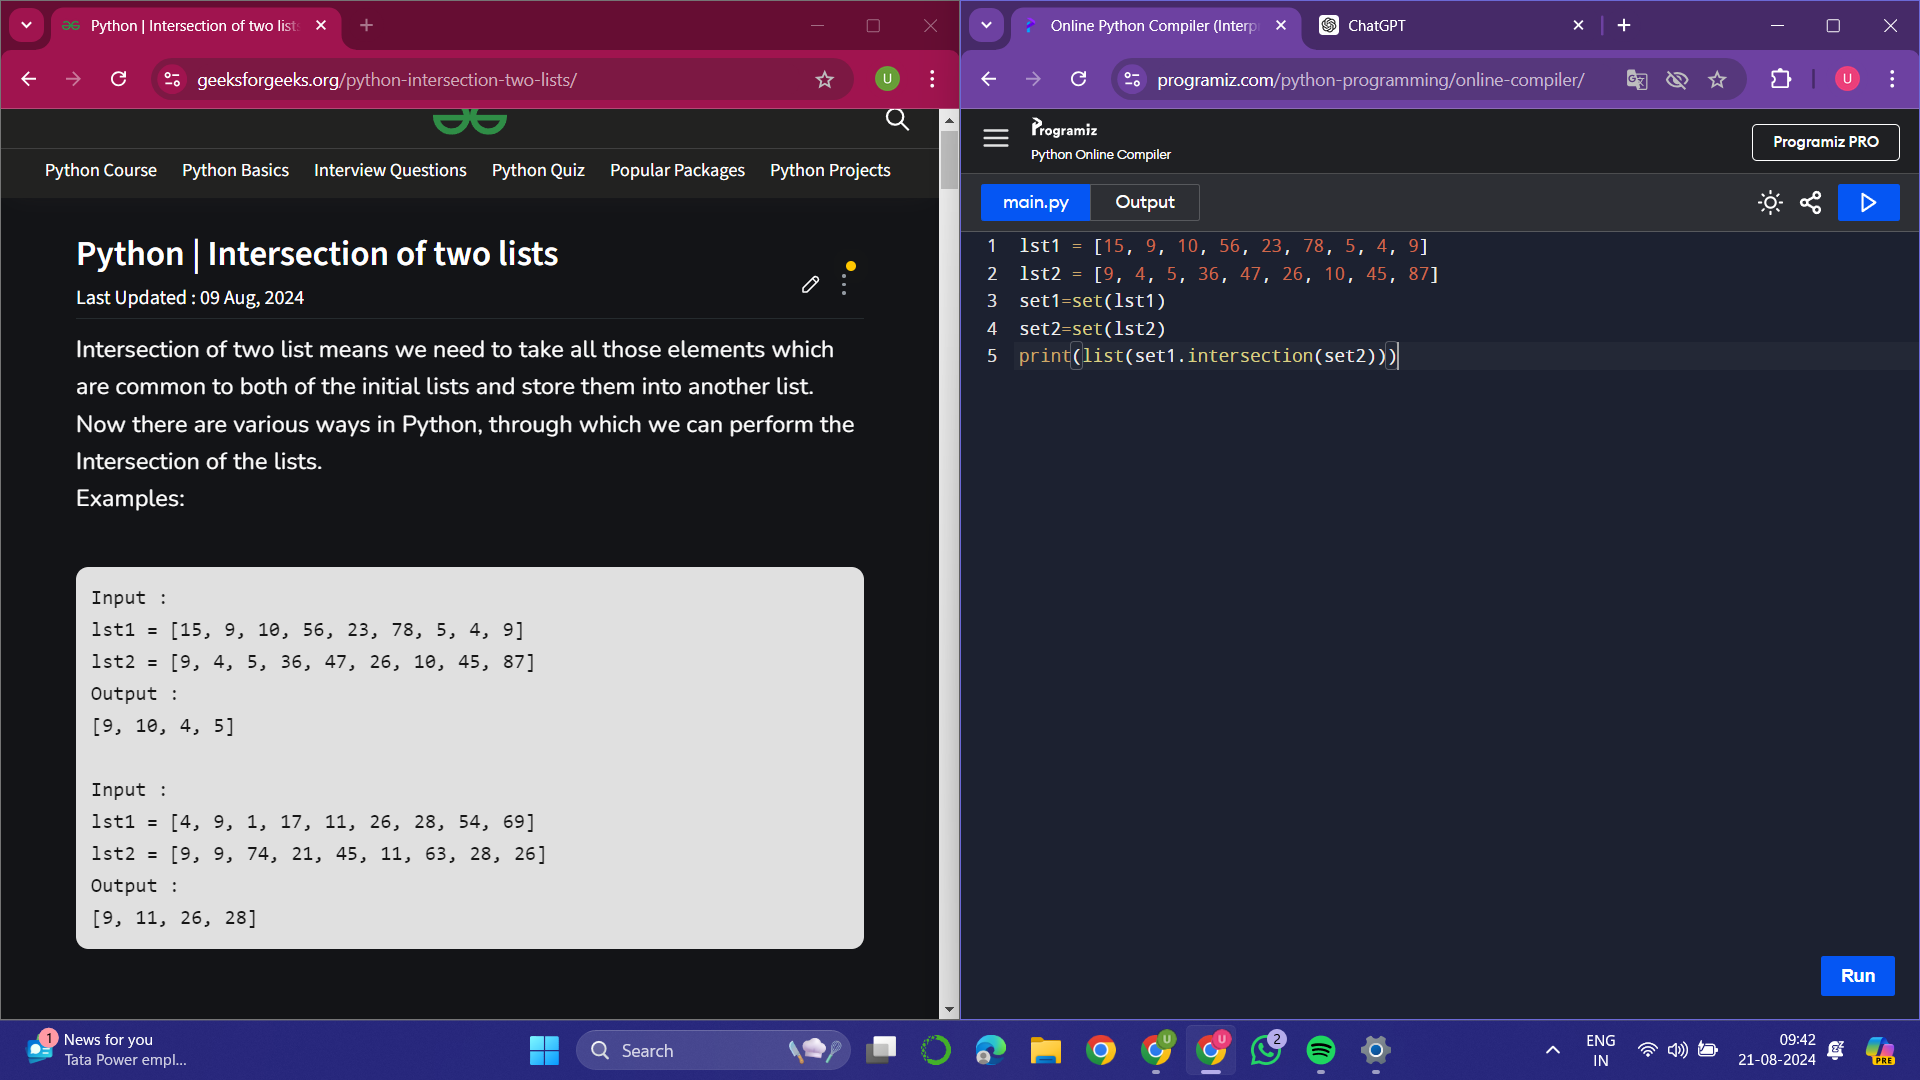 Python | Intersection of two list
geeksforgeeks.org/python-intersection-two-lists/
U
Python Course Python Basics Interview Questions Python Quiz Popular Packages Python Projects
Python | Intersection of two lists
Last Updated : 09 Aug, 2024
Intersection of two list means we need to take all those elements which
are common to both of the initial lists and store them into another list.
Now there are various ways in Python, through which we can perform the
Intersection of the lists.
Examples:
Input :
lst1 = [15, 9, 10, 56, 23, 78, 5, 4, 9]
lst2 = [9, 4, 5, 36, 47, 26, 10, 45, 87]
Output :
[9, 10, 4, 5]
Input :
lst1 = [4, 9, 1, 17, 11, 26, 28, 54, 69]
lst2 = [9, 9, 74, 21, 45, 11, 63, 28, 26]
Output :
[9, 11, 26, 28]
Online Python Compiler (Interp
ChatGPT
programiz.com/python-programming/online-compiler/
U
Programiz
Python Online Compiler
Programiz PRO
main.py
Output
1 lst1 = [15, 9, 10, 56, 23, 78, 5, 4, 9]
2 lst2 = [9, 4, 5, 36, 47, 26, 10, 45, 87]
3 set1=set(lst1)
4 set2=set(lst2)
5 print(list(set1.intersection(set2)))
Run
1
News for you
Tata Power empl...
Search
U
U
2
ENG
IN
09:42
21-08-2024
PRE